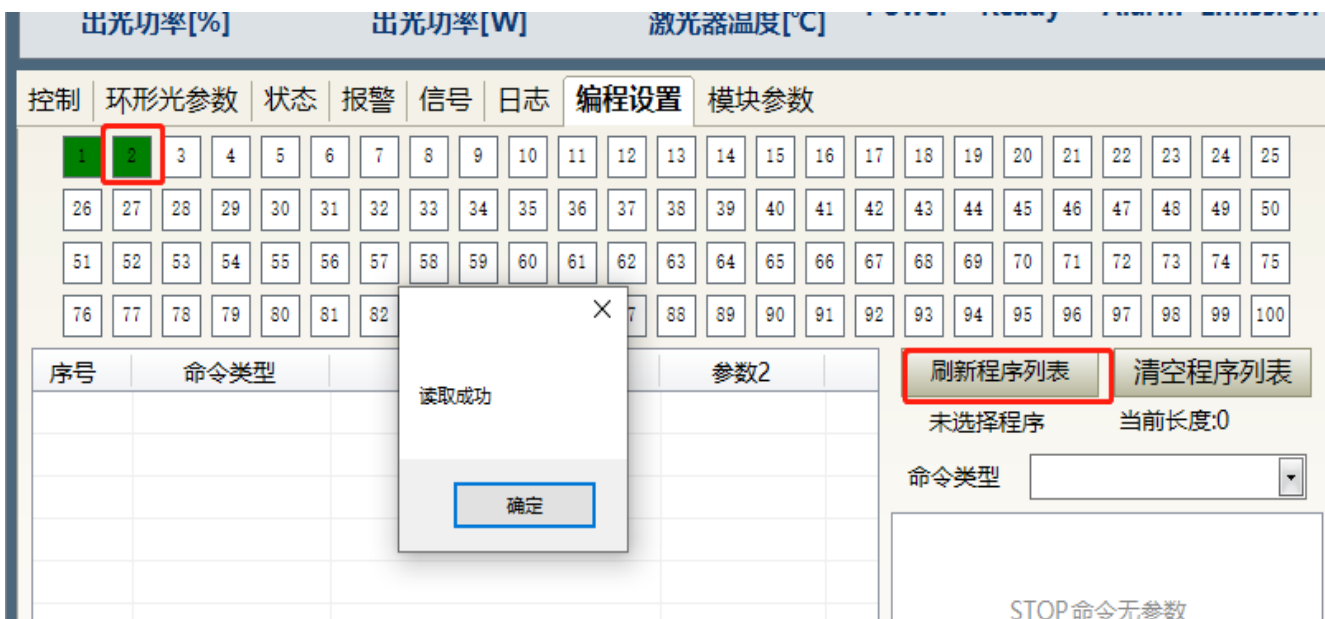 出光功率[%] 出光功率[W] 激光器温度[℃] Power Ready Alarm Emission
控制 环形光参数 状态 报警 信号 日志 编程设置 模块参数
1 2 3 4 5 6 7 8 9 10 11 12 13 14 15 16 17 18 19 20 21 22 23 24 25
26 27 28 29 30 31 32 33 34 35 36 37 38 39 40 41 42 43 44 45 46 47 48 49 50
51 52 53 54 55 56 57 58 59 60 61 62 63 64 65 66 67 68 69 70 71 72 73 74 75
76 77 78 79 80 81 82 7 88 89 90 91 92 93 94 95 96 97 98 99 100
序号 命令类型 参数2 刷新程序列表 清空程序列表
读取成功
未选择程序 当前长度:0
命令类型
确定
STOP命令无参数